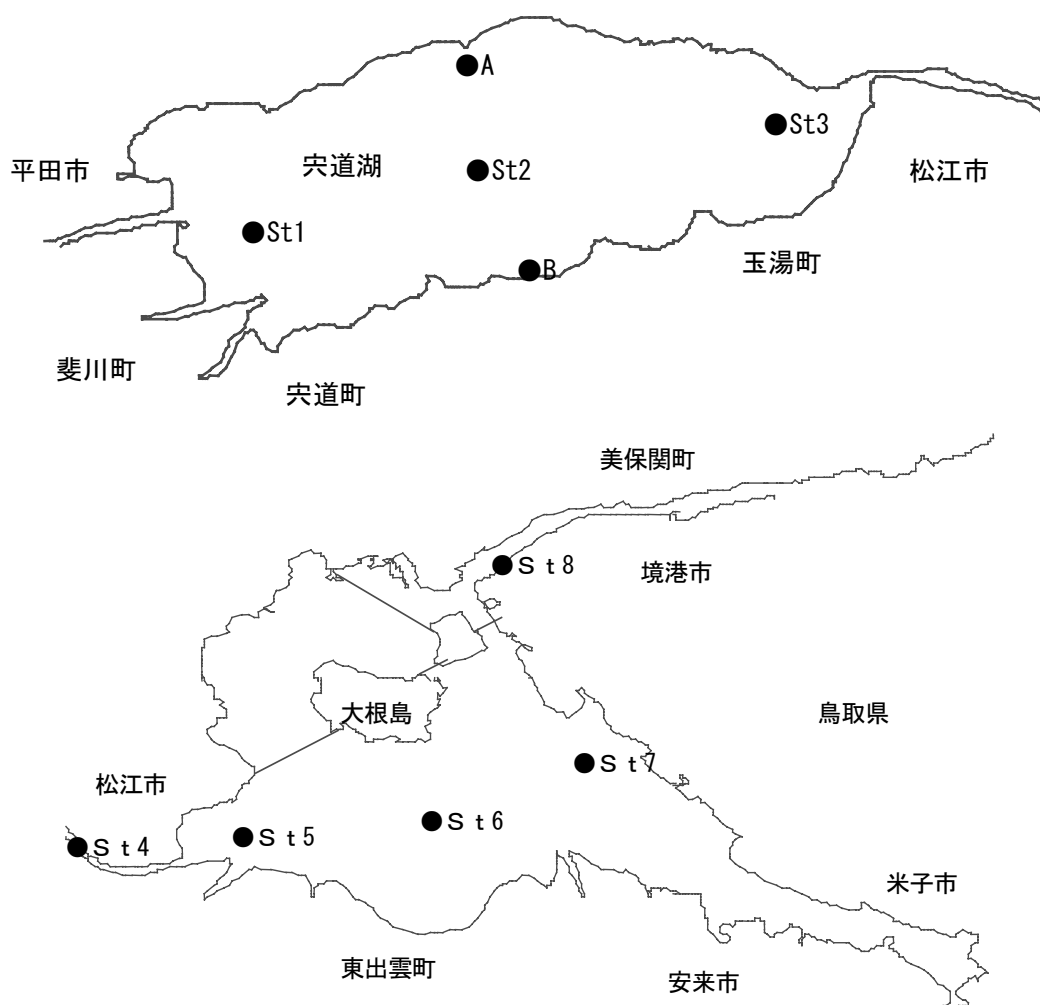 A
St3
平田市
宍道湖
St2
松江市
St1
玉湯町
B
斐川町
宍道町
美保関町
St8
境港市
大根島
鳥取県
St7
松江市
St6
St5
St4
米子市
東出雲町
安来市